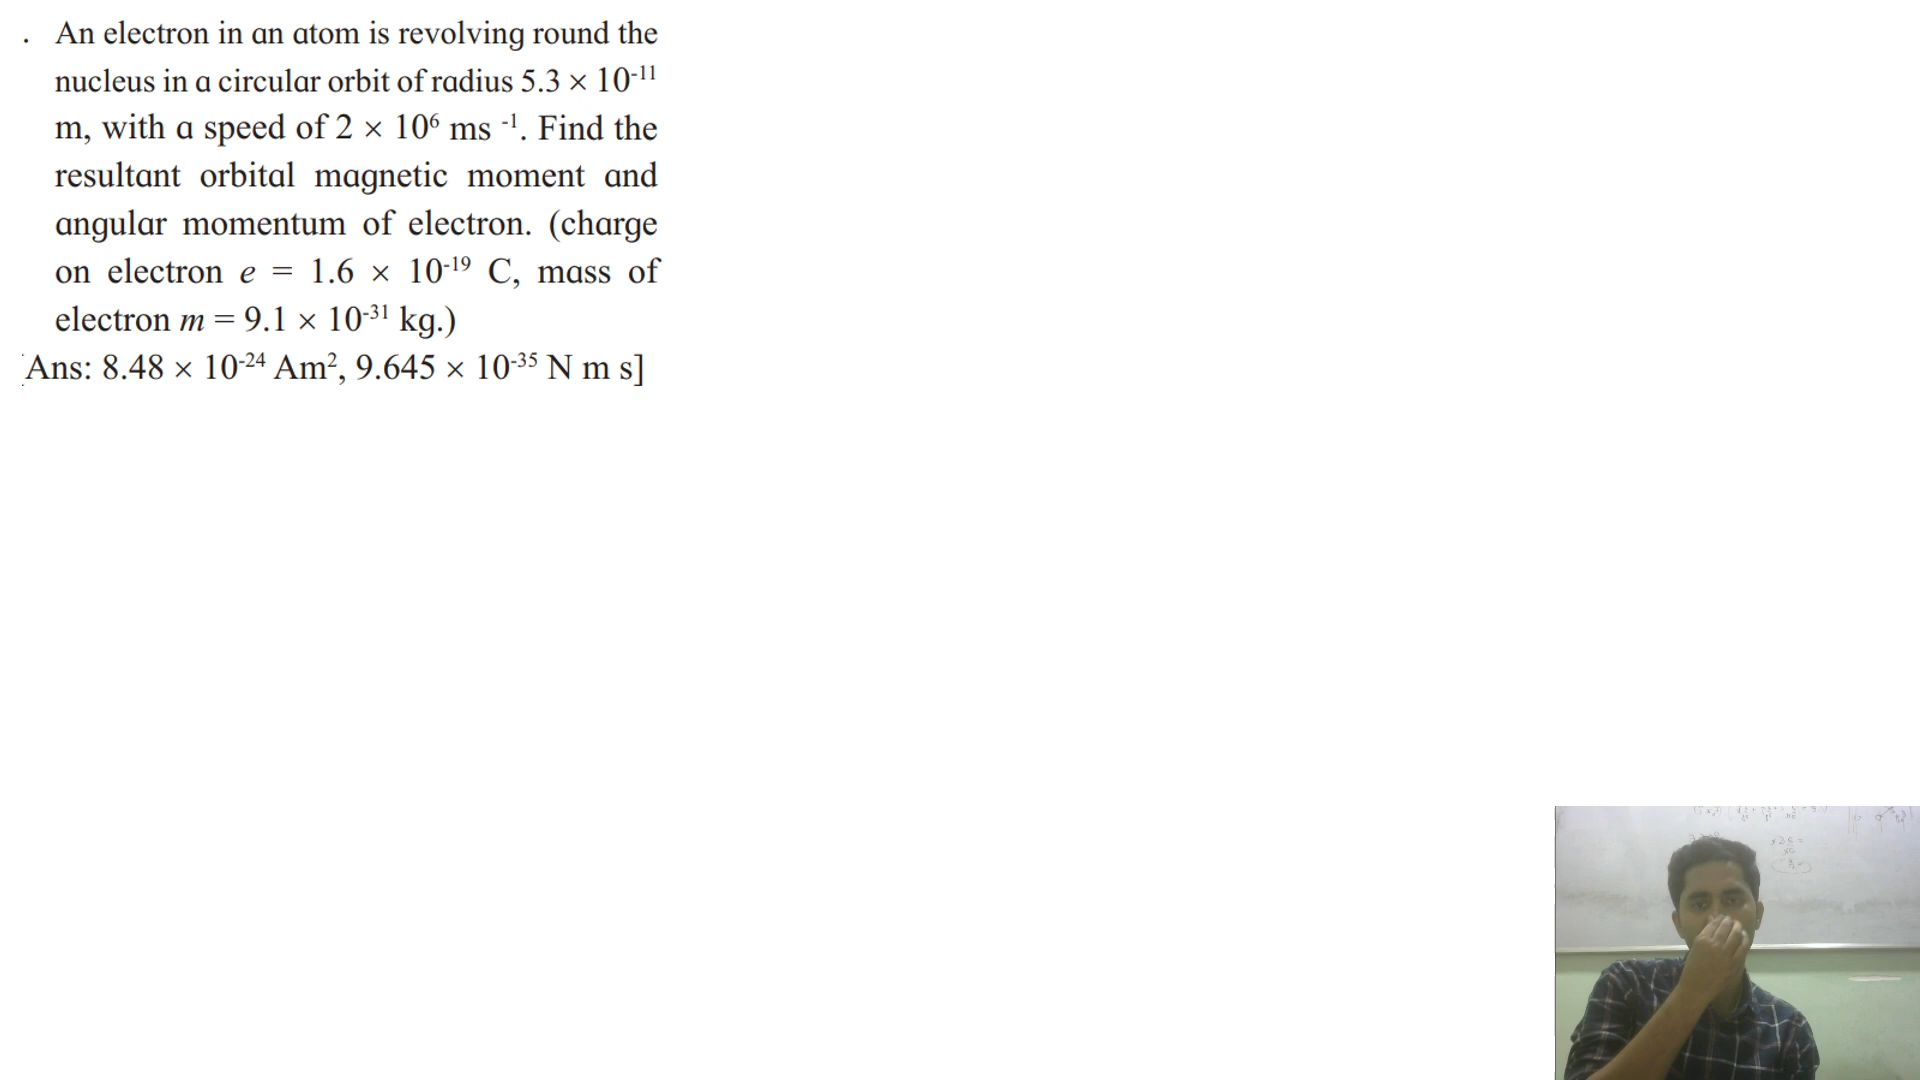 . An electron in an atom is revolving round the
nucleus in a circular orbit of radius 5.3 × 10⁻¹¹
m, with a speed of 2 × 10⁶ ms ⁻¹. Find the
resultant orbital magnetic moment and
angular momentum of electron. (charge
on electron e = 1.6 × 10⁻¹⁹ C, mass of
electron m = 9.1 × 10⁻³¹ kg.)
Ans: 8.48 × 10⁻²⁴ Am², 9.645 × 10⁻³⁵ N m s]